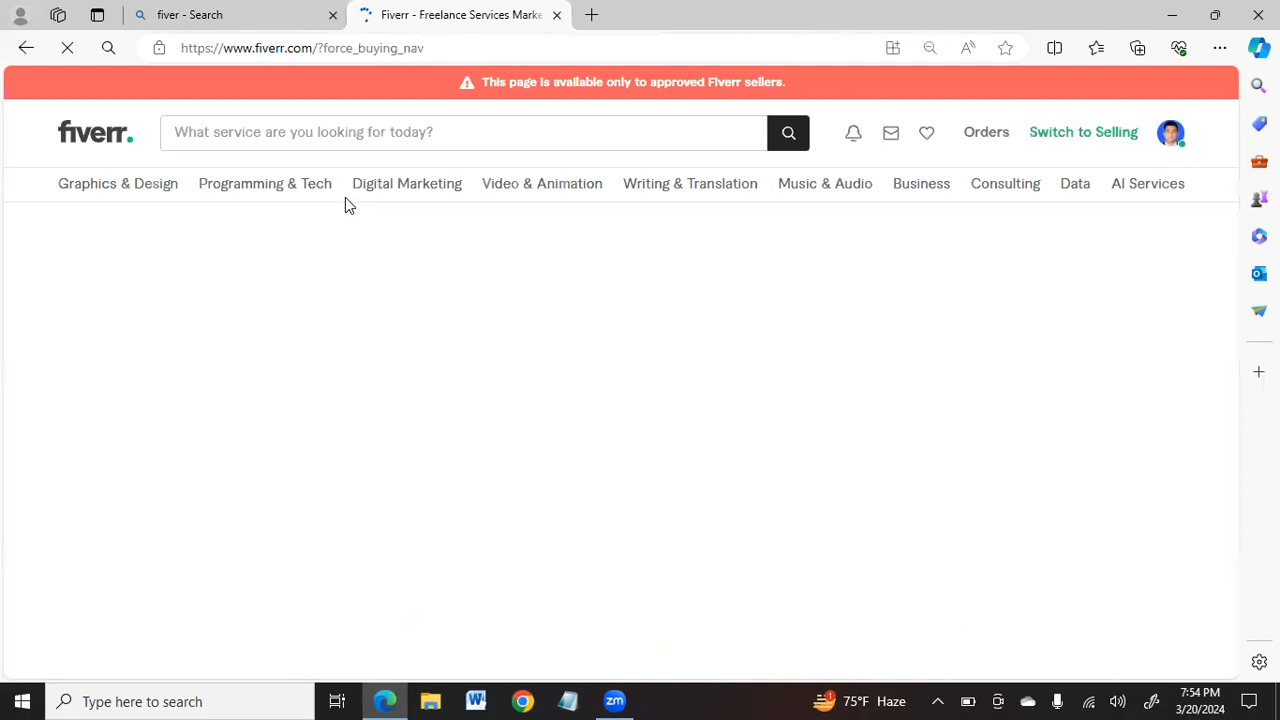 fiverr - Search
Fiverr - Freelance Services Marke
https://www.fiverr.com/?force_buying_nav
This page is available only to approved Fiverr sellers.
fiverr.
What service are you looking for today?
Orders
Switch to Selling
Graphics & Design
Programming & Tech
Digital Marketing
Video & Animation
Writing & Translation
Music & Audio
Business
Consulting
Data
AI Services
Type here to search
W
zm
1
75°F Haze
7:54 PM
3/20/2024